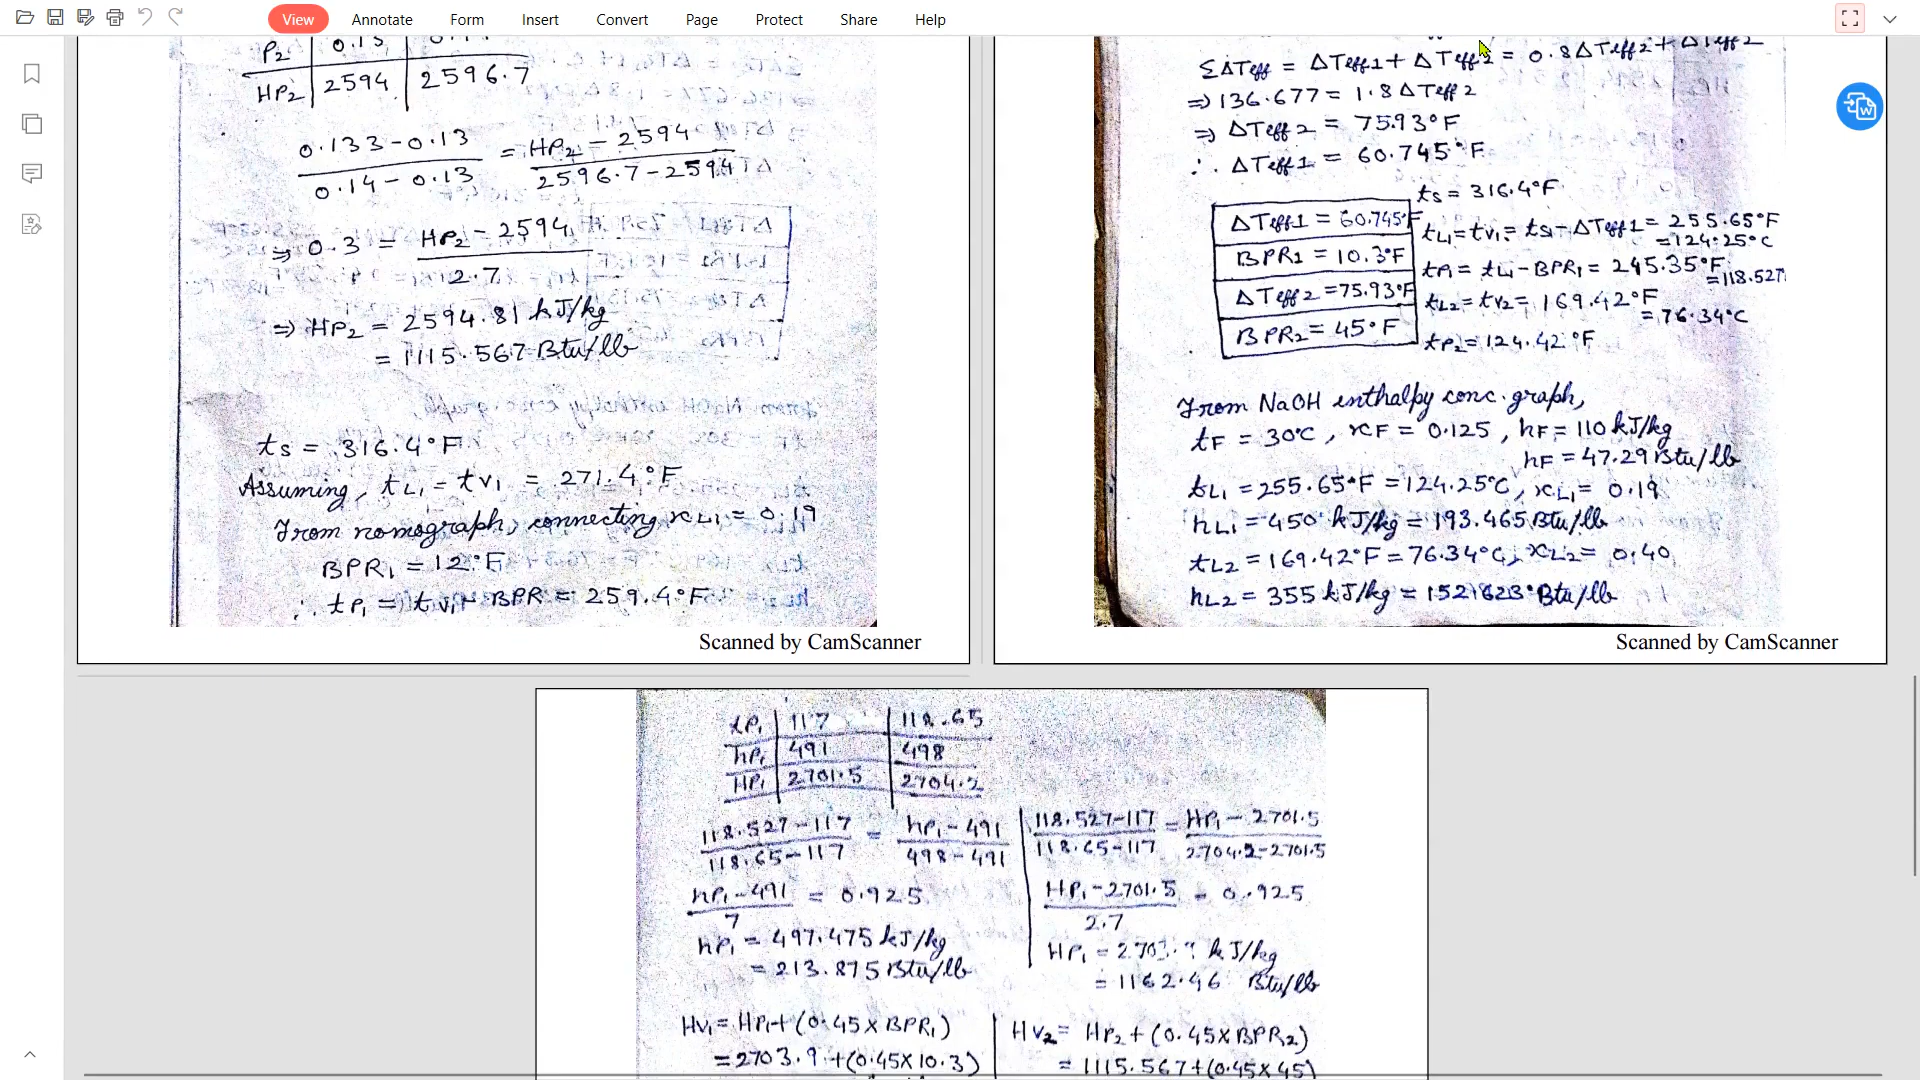 View Annotate Form Insert Convert Page Protect Share Help
P2 | 0.13
HP2 | 2594 | 2596.7
0.133-0.13 / 0.14-0.13 = HP2 - 2594 / 2596.7-2594
⇒ 0.3 = HP2 - 2594 / 2.7
⇒ HP2 = 2594.81 kJ/kg
= 1115.567 Btu/lb
ts = 316.4°F
Assuming, tL1 = tV1 = 271.4°F
From nomograph, connecting xL1 = 0.19
BPR1 = 12°F
∴ tP1 = tV1 - BPR = 259.4°F
Scanned by CamScanner
ΣΔTeff = ΔTeff1 + ΔTeff2 = 0.8ΔTeff2 + ΔTeff2
⇒ 136.677 = 1.8ΔTeff2
⇒ ΔTeff2 = 75.93°F
∴ ΔTeff1 = 60.745°F
ts = 316.4°F
ΔTeff1 = 60.745°F
BPR1 = 10.3°F
ΔTeff2 = 75.93°F
BPR2 = 45°F
tL1 = tV1 = ts - ΔTeff1 = 255.65°F
= 124.25°C
tP1 = tL1 - BPR1 = 245.35°F
= 118.527
tL2 = tV2 = 169.42°F
= 76.34°C
tP2 = 124.42°F
From NaOH enthalpy conc. graph,
tF = 30°C, xF = 0.125, hF = 110 kJ/kg
hF = 47.29 Btu/lb
tL1 = 255.65°F = 124.25°C, xL1 = 0.19
hL1 = 450 kJ/kg = 193.465 Btu/lb
tL2 = 169.42°F = 76.34°C, xL2 = 0.40
hL2 = 355 kJ/kg = Btu/lb
Scanned by CamScanner
tP1 | 117 | 118.65
hP1 | 491 | 498
HP1 | 2701.5 | 2704.2
118.527-117 / 118.65-117 = hP1 - 491 / 498-491
hP1 - 491 / 7 = 0.925
hP1 = 497.475 kJ/kg
= 213.875 Btu/lb
118.527-117 / 118.65-117 = HP1 - 2701.5 / 2704.2-2701.5
HP1 - 2701.5 / 2.7 = 0.925
HP1 = kJ/kg
= 1162.46 Btu/lb
HV1 = HP1 + (0.45 x BPR1)
= 2703.9 + (0.45 x 10.3)
HV2 = HP2 + (0.45 x BPR2)
= 1115.567 + (0.45 x 45)